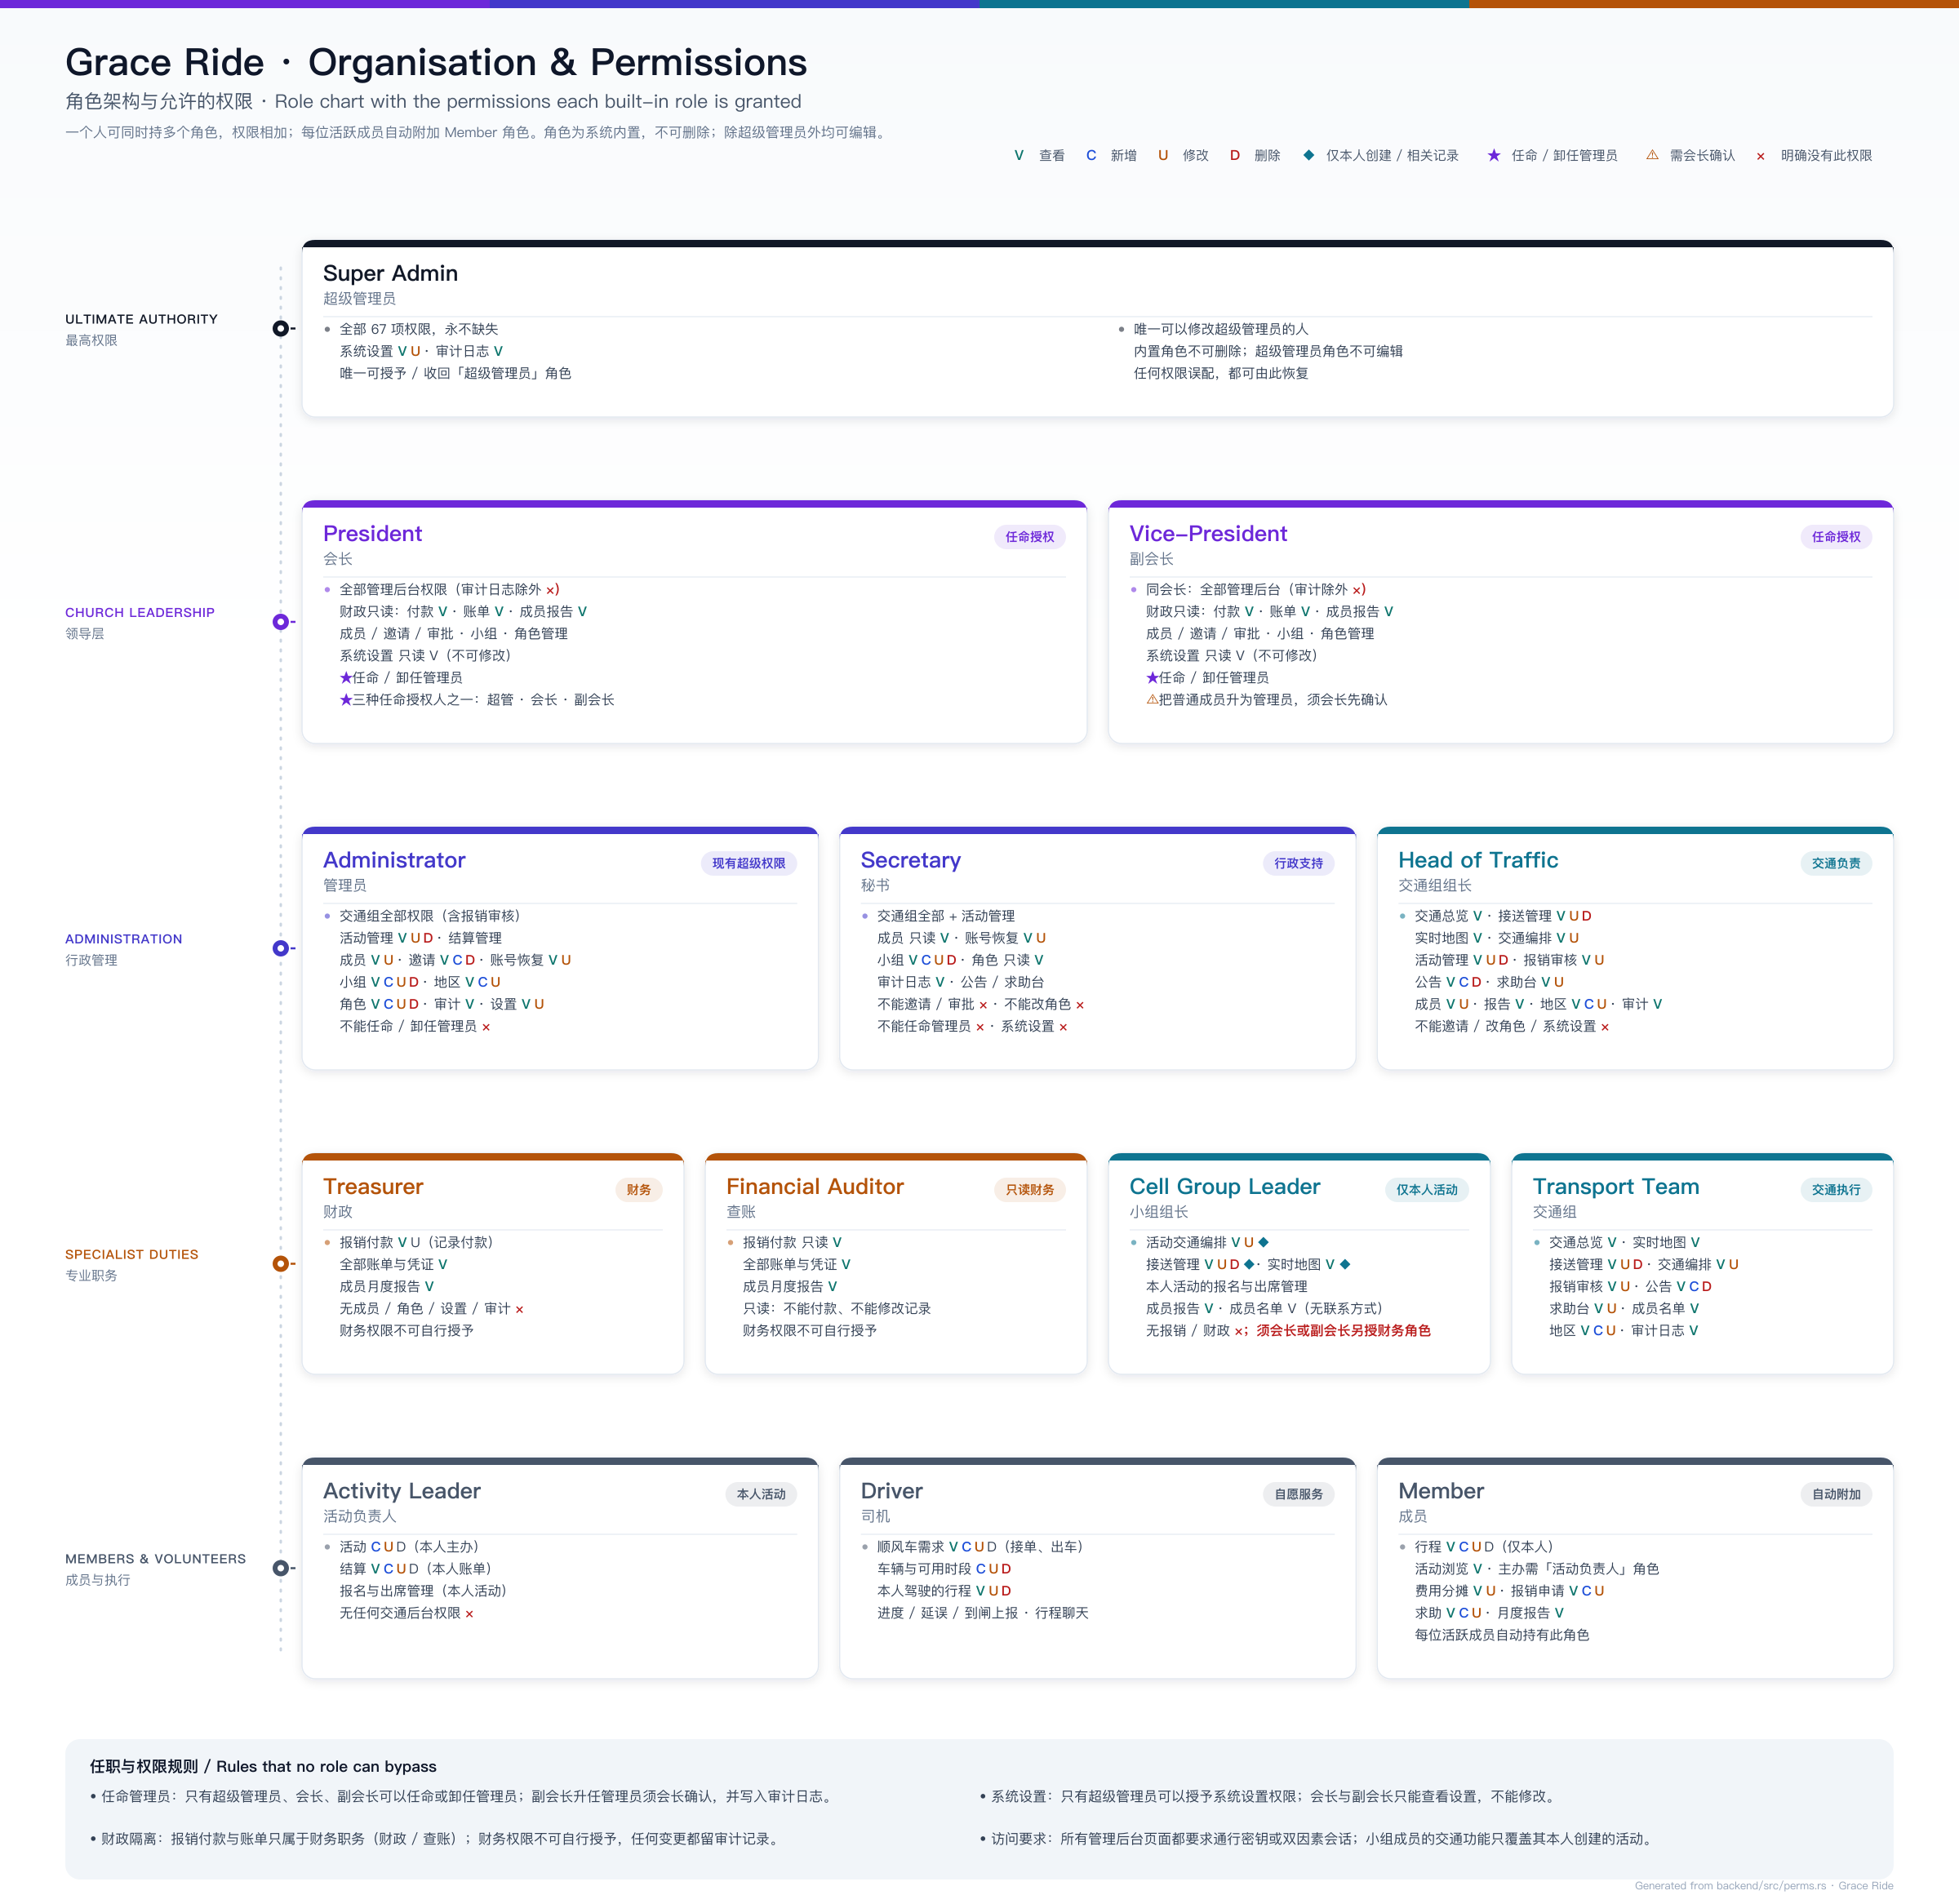 Grace Ride · Organisation & Permissions
角色架构与允许的权限 · Role chart with the permissions each built-in role is granted
一个人可同时持多个角色，权限相加；每位活跃成员自动附加 Member 角色。角色为系统内置，不可删除；除超级管理员外均可编辑。
V 查看 C 新增 U 修改 D 删除 ◆ 仅本人创建 / 相关记录 ★ 任命 / 卸任管理员 ⚠ 需会长确认 × 明确没有此权限
ULTIMATE AUTHORITY
最高权限
Super Admin
超级管理员
• 全部 67 项权限，永不缺失
系统设置 V U · 审计日志 V
唯一可授予 / 收回「超级管理员」角色
• 唯一可以修改超级管理员的人
内置角色不可删除；超级管理员角色不可编辑
任何权限误配，都可由此恢复
CHURCH LEADERSHIP
领导层
President
任命授权
会长
• 全部管理后台权限（审计日志除外 ×）
财政只读：付款 V · 账单 V · 成员报告 V
成员 / 邀请 / 审批 · 小组 · 角色管理
系统设置 只读 V（不可修改）
★任命 / 卸任管理员
★三种任命授权人之一：超管 · 会长 · 副会长
Vice-President
任命授权
副会长
• 同会长：全部管理后台（审计除外 ×）
财政只读：付款 V · 账单 V · 成员报告 V
成员 / 邀请 / 审批 · 小组 · 角色管理
系统设置 只读 V（不可修改）
★任命 / 卸任管理员
⚠把普通成员升为管理员，须会长先确认
ADMINISTRATION
行政管理
Administrator
现有超级权限
管理员
• 交通组全部权限（含报销审核）
活动管理 V U D · 结算管理
成员 V U · 邀请 V C D · 账号恢复 V U
小组 V C U D · 地区 V C U
角色 V C U D · 审计 V · 设置 V U
不能任命 / 卸任管理员 ×
Secretary
行政支持
秘书
• 交通组全部 + 活动管理
成员 只读 V · 账号恢复 V U
小组 V C U D · 角色 只读 V
审计日志 V · 公告 / 求助台
不能邀请 / 审批 × · 不能改角色 ×
不能任命管理员 × · 系统设置 ×
Head of Traffic
交通负责
交通组组长
• 交通总览 V · 接送管理 V U D
实时地图 V · 交通编排 V U
活动管理 V U D · 报销审核 V U
公告 V C D · 求助台 V U
成员 V U · 报告 V · 地区 V C U · 审计 V
不能邀请 / 改角色 / 系统设置 ×
SPECIALIST DUTIES
专业职务
Treasurer
财务
财政
• 报销付款 V U（记录付款）
全部账单与凭证 V
成员月度报告 V
无成员 / 角色 / 设置 / 审计 ×
财务权限不可自行授予
Financial Auditor
只读财务
查账
• 报销付款 只读 V
全部账单与凭证 V
成员月度报告 V
只读：不能付款、不能修改记录
财务权限不可自行授予
Cell Group Leader
仅本人活动
小组组长
• 活动交通编排 V U ◆
接送管理 V U D ◆ · 实时地图 V ◆
本人活动的报名与出席管理
成员报告 V · 成员名单 V（无联系方式）
无报销 / 财政 ×；须会长或副会长另授财务角色
Transport Team
交通执行
交通组
• 交通总览 V · 实时地图 V
接送管理 V U D · 交通编排 V U
报销审核 V U · 公告 V C D
求助台 V U · 成员名单 V
地区 V C U · 审计日志 V
MEMBERS & VOLUNTEERS
成员与执行
Activity Leader
本人活动
活动负责人
• 活动 C U D（本人主办）
结算 V C U D（本人账单）
报名与出席管理（本人活动）
无任何交通后台权限 ×
Driver
自愿服务
司机
• 顺风车需求 V C U D（接单、出车）
车辆与可用时段 C U D
本人驾驶的行程 V U D
进度 / 延误 / 到闸上报 · 行程聊天
Member
自动附加
成员
• 行程 V C U D（仅本人）
活动浏览 V · 主办需「活动负责人」角色
费用分摊 V U · 报销申请 V C U
求助 V C U · 月度报告 V
每位活跃成员自动持有此角色
任职与权限规则 / Rules that no role can bypass
• 任命管理员：只有超级管理员、会长、副会长可以任命或卸任管理员；副会长升任管理员须会长确认，并写入审计日志。
• 系统设置：只有超级管理员可以授予系统设置权限；会长与副会长只能查看设置，不能修改。
• 财政隔离：报销付款与账单只属于财务职务（财政 / 查账）；财务权限不可自行授予，任何变更都留审计记录。
• 访问要求：所有管理后台页面都要求通行密钥或双因素会话；小组成员的交通功能只覆盖其本人创建的活动。
Generated from backend/src/perms.rs · Grace Ride